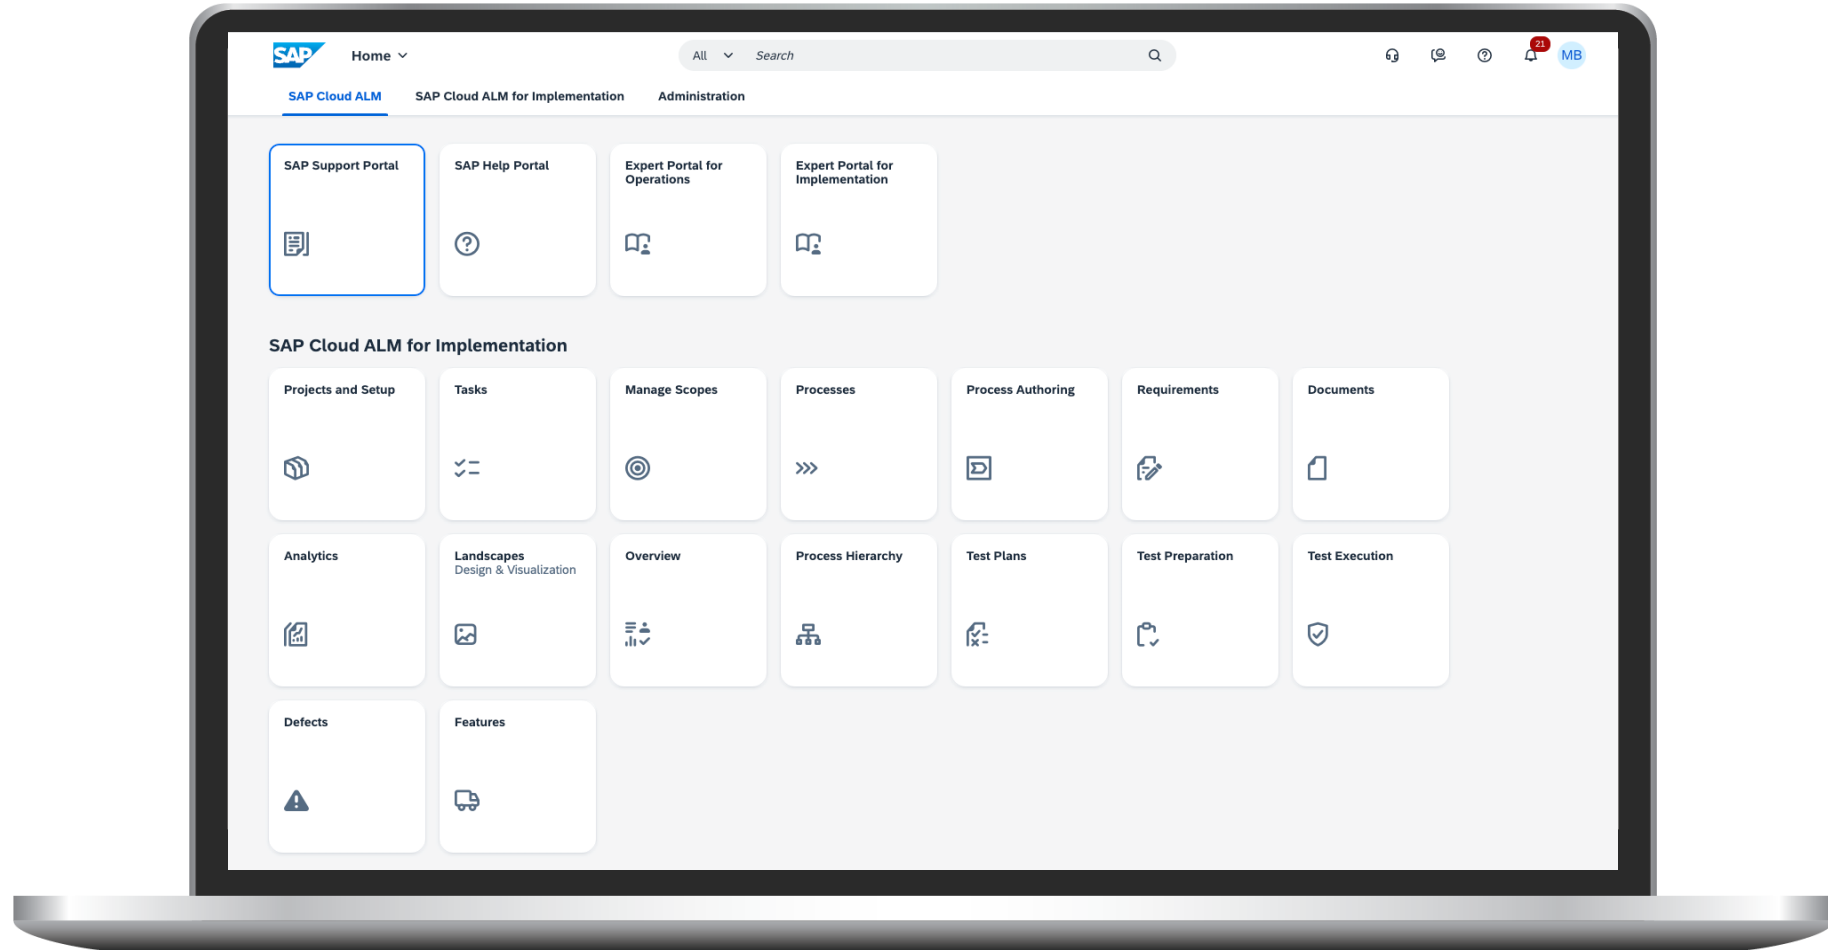 SAP
Home
All
Search
21
MB
SAP Cloud ALM
SAP Cloud ALM for Implementation
Administration
SAP Support Portal
SAP Help Portal
Expert Portal for
Operations
Expert Portal for
Implementation
SAP Cloud ALM for Implementation
Projects and Setup
Tasks
Manage Scopes
Processes
Process Authoring
Requirements
Documents
Analytics
Landscapes
Design & Visualization
Overview
Process Hierarchy
Test Plans
Test Preparation
Test Execution
Defects
Features